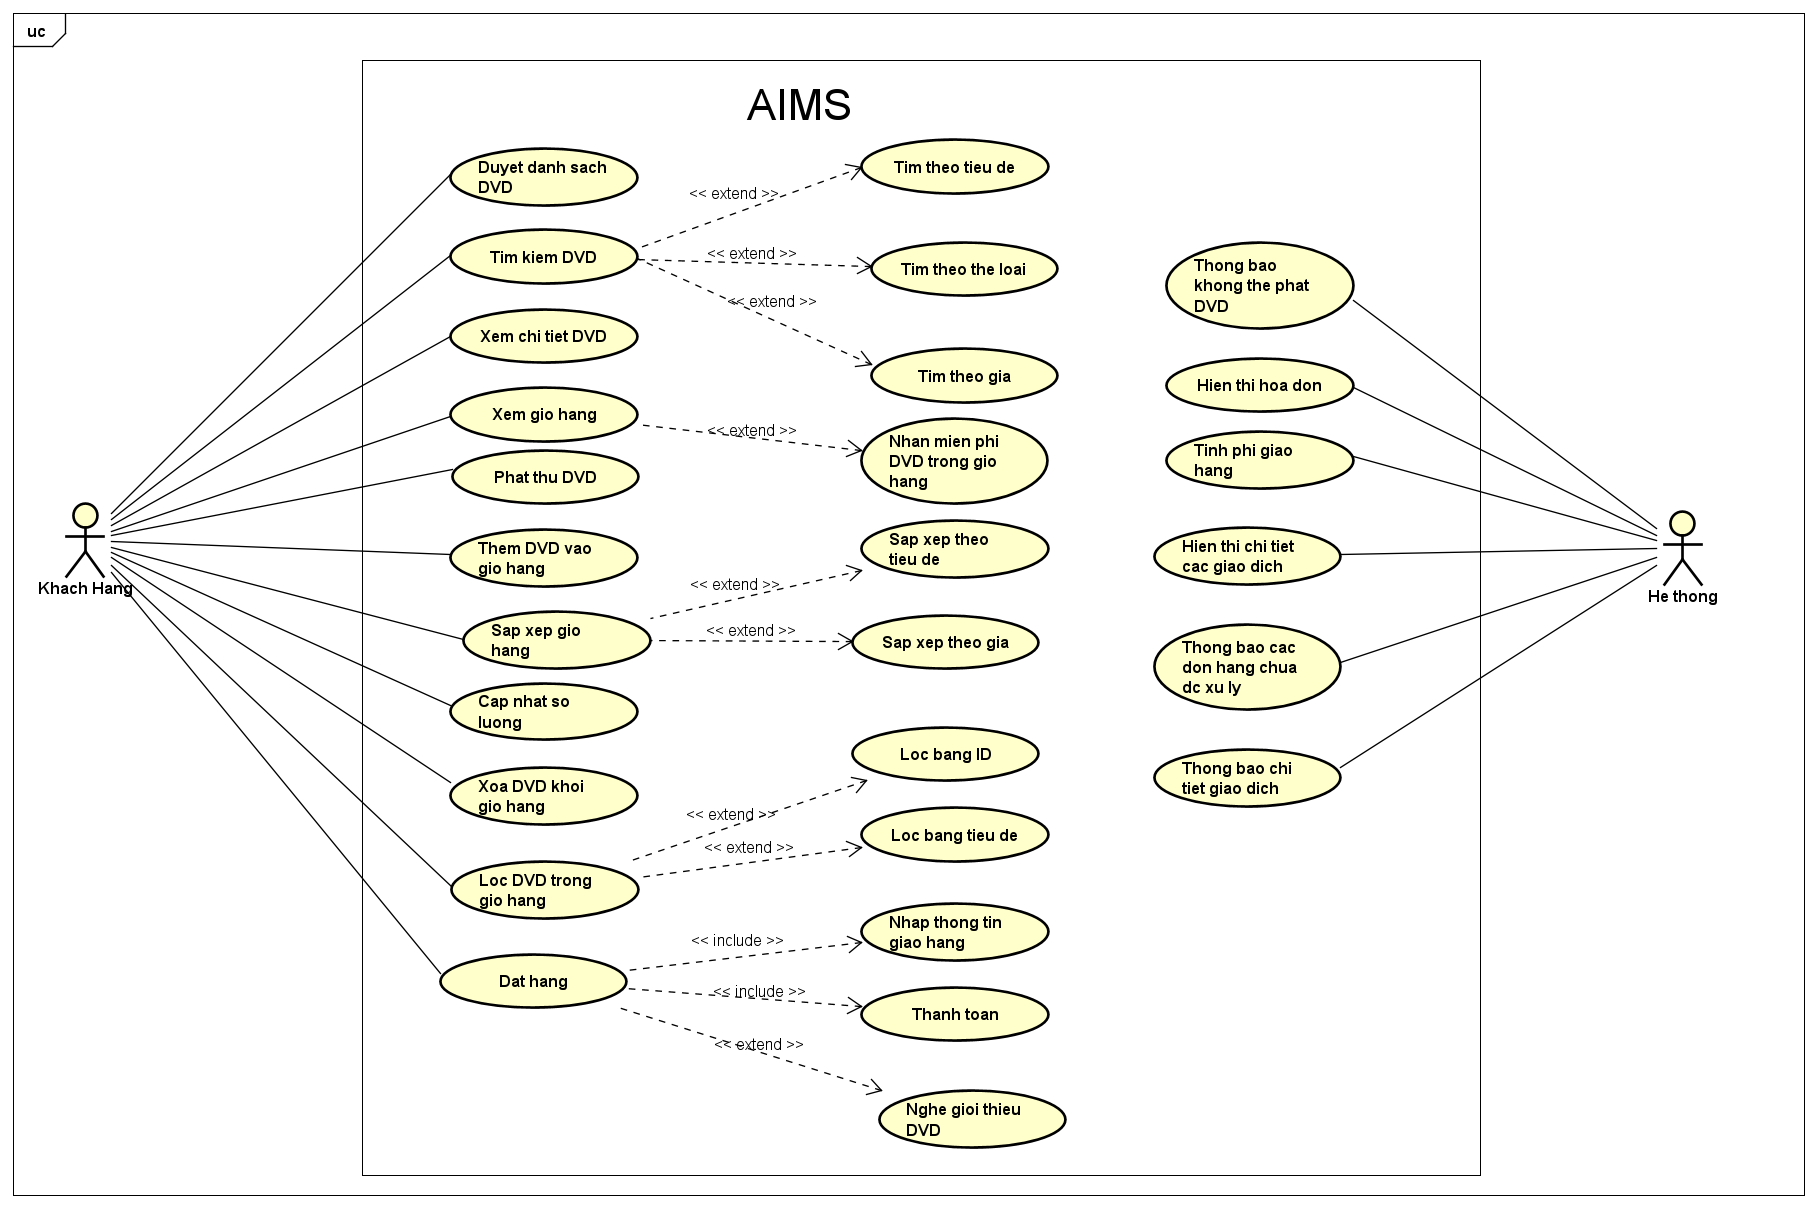 uc
AIMS
Duyet danh sach
DVD
Tim kiem DVD
Xem chi tiet DVD
Xem gio hang
Phat thu DVD
Them DVD vao
gio hang
Sap xep gio
hang
Cap nhat so
luong
Xoa DVD khoi
gio hang
Loc DVD trong
gio hang
Dat hang
Khach Hang
<< extend >>
<< extend >>
<< extend >>
<< extend >>
<< extend >>
<< extend >>
<< extend >>
<< extend >>
<< include >>
<< include >>
<< extend >>
Tim theo tieu de
Tim theo the loai
Tim theo gia
Nhan mien phi
DVD trong gio
hang
Sap xep theo
tieu de
Sap xep theo gia
Loc bang ID
Loc bang tieu de
Nhap thong tin
giao hang
Thanh toan
Nghe gioi thieu
DVD
Thong bao
khong the phat
DVD
Hien thi hoa don
Tinh phi giao
hang
Hien thi chi tiet
cac giao dich
Thong bao cac
don hang chua
dc xu ly
Thong bao chi
tiet giao dich
He thong